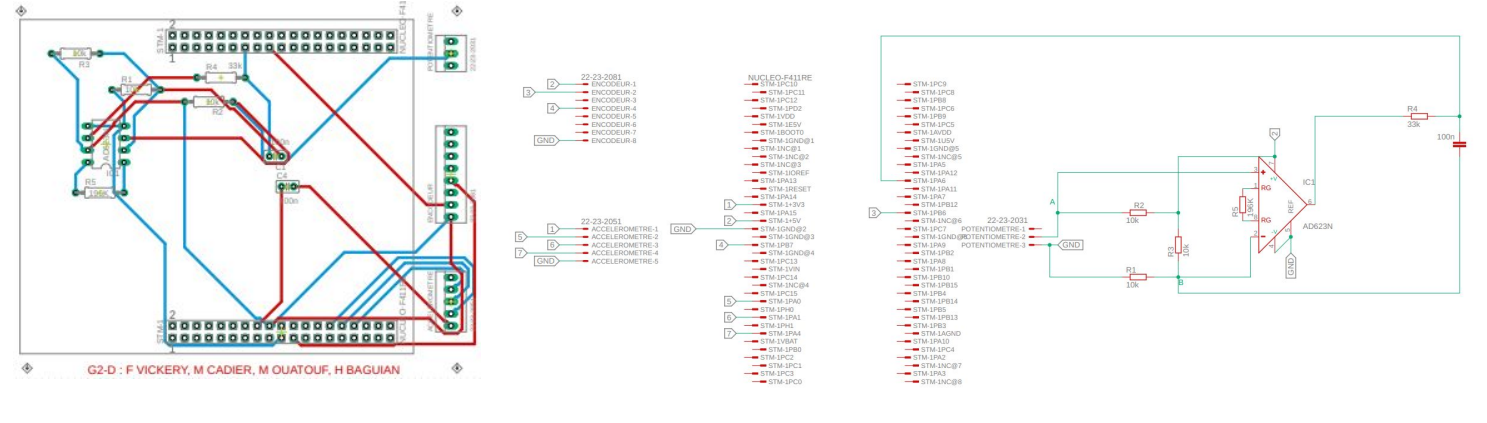 2
STM-1
1
NUCLEO-F41
POTENTIOMETRE
22-23-2031
R3
R1
R4
33k
R2
C4
R5
2
STM-1
1
G2-D : F VICKERY, M CADIER, M OUATOUF, H BAGUIAN
22-23-2081
2
ENCODEUR-1
3
ENCODEUR-2
ENCODEUR-3
4
ENCODEUR-4
ENCODEUR-5
ENCODEUR-6
ENCODEUR-7
GND
ENCODEUR-8
22-23-2051
1
ACCELEROMETRE-1
5
ACCELEROMETRE-2
6
ACCELEROMETRE-3
7
ACCELEROMETRE-4
GND
ACCELEROMETRE-5
NUCLEO-F411RE
STM-1PC10
STM-1PC11
STM-1PC12
STM-1PD2
STM-1VDD
STM-1E5V
STM-1BOOT0
STM-1GND@1
STM-1NC@1
STM-1NC@2
STM-1NC@3
STM-1IOREF
STM-1PA13
STM-1RESET
STM-1PA14
1
STM-1+3V3
STM-1PA15
2
STM-1+5V
GND
STM-1GND@2
STM-1GND@3
4
STM-1PB7
STM-1GND@4
STM-1PC13
STM-1VIN
STM-1PC14
STM-1NC@4
STM-1PC15
5
STM-1PA0
STM-1PH0
6
STM-1PA1
STM-1PH1
7
STM-1PA4
STM-1VBAT
STM-1PB0
STM-1PC2
STM-1PC1
STM-1PC3
STM-1PC0
STM-1PC9
STM-1PC8
STM-1PB8
STM-1PC6
STM-1PB9
STM-1PC5
STM-1AVDD
STM-1U5V
STM-1GND@5
STM-1NC@5
STM-1PA5
STM-1PA12
STM-1PA6
STM-1PA11
STM-1PA7
STM-1PB12
3
STM-1PB6
STM-1NC@6
STM-1PC7
STM-1GND@6
STM-1PA9
STM-1PB2
STM-1PA8
STM-1PB1
STM-1PB10
STM-1PB15
STM-1PB4
STM-1PB14
STM-1PB5
STM-1PB13
STM-1PB3
STM-1AGND
STM-1PA10
STM-1PC4
STM-1PA2
STM-1NC@7
STM-1PA3
STM-1NC@8
22-23-2031
POTENTIOMETRE-1
POTENTIOMETRE-2
POTENTIOMETRE-3
GND
A
R2
10k
R3
10k
R1
10k
B
2
+V
RG
RG
R5
196K
REF
IC1
AD623N
6
GND
R4
33k
100n